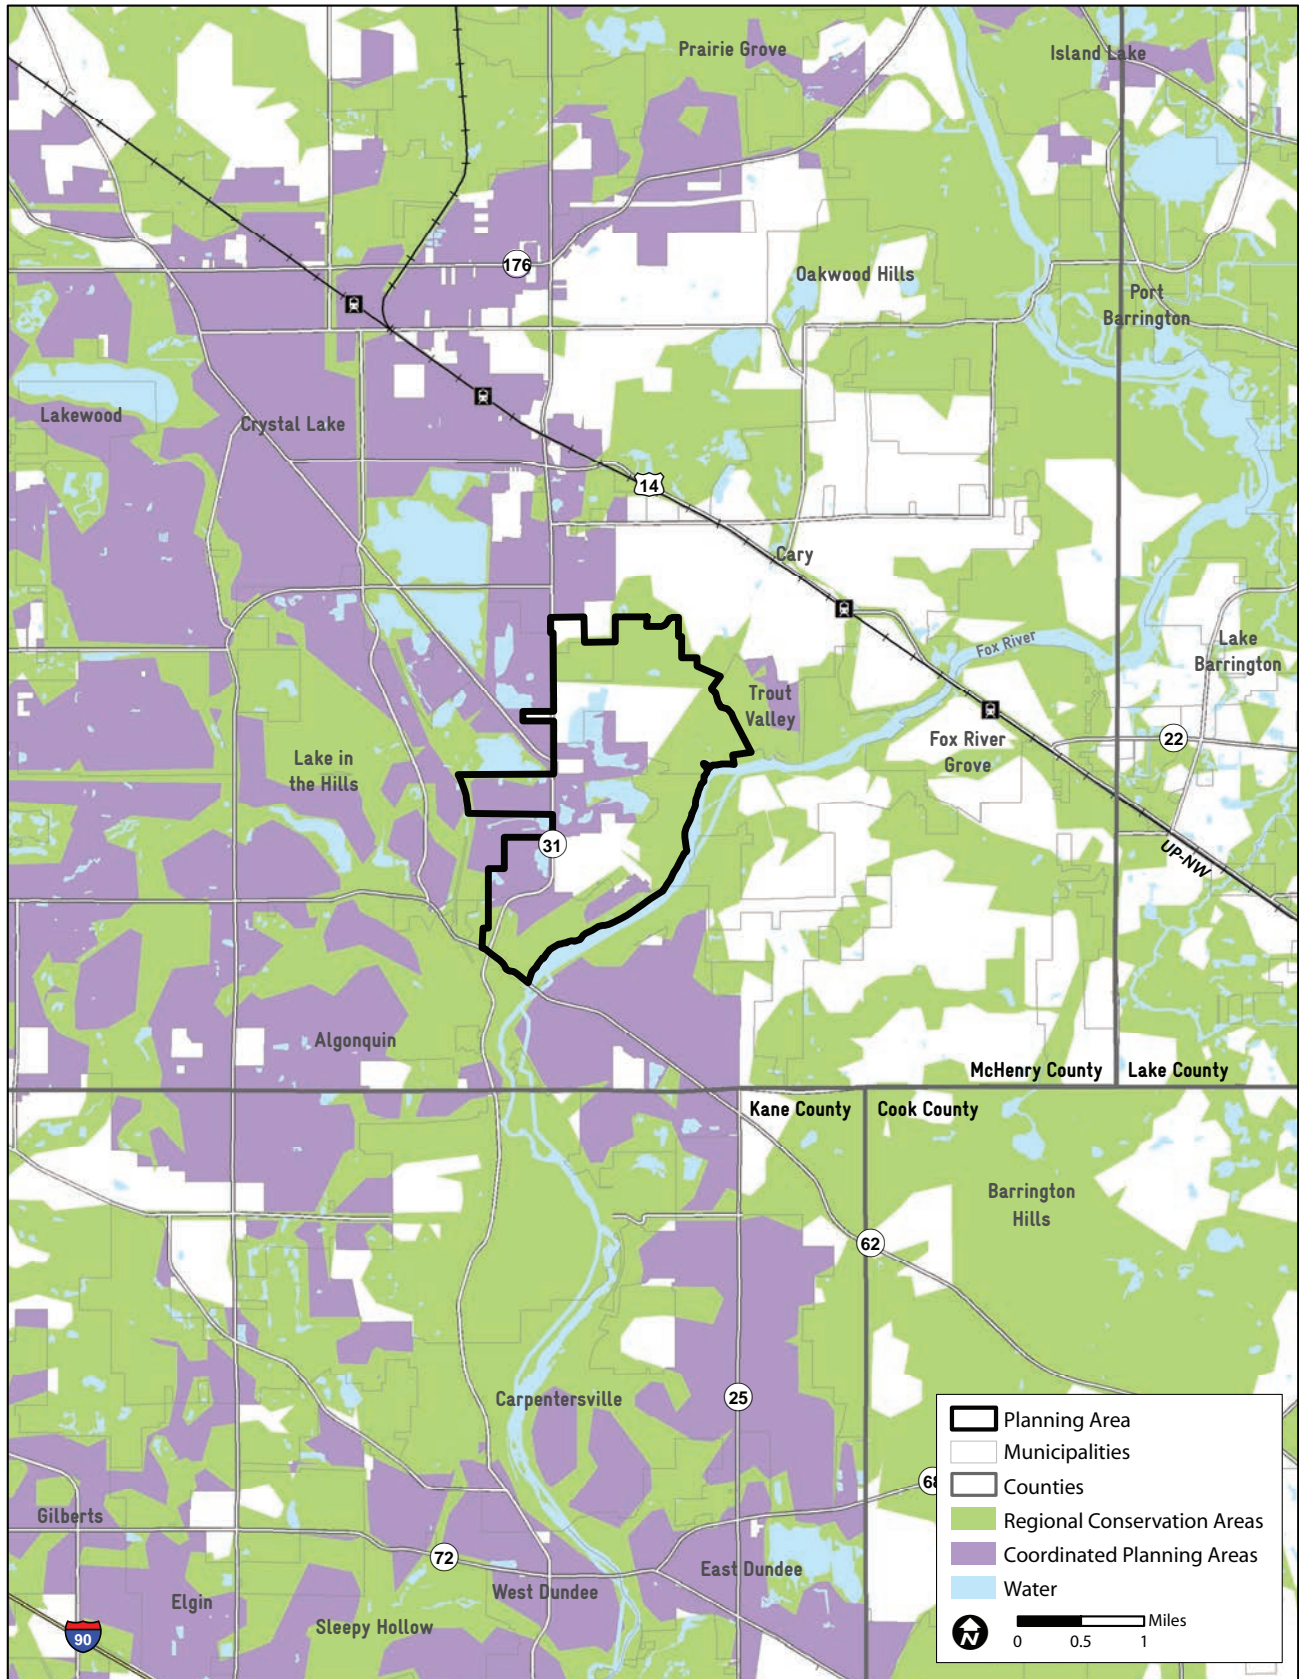 Prairie Grove
Island Lake
176
Oakwood Hills
Port
Barrington
Lakewood
Crystal Lake
14
Cary
Fox River
Lake
Barrington
Trout
Valley
22
Fox River
Grove
Lake in
the Hills
31
UP-NW
Algonquin
McHenry County
Lake County
Kane County
Cook County
Barrington
Hills
62
Carpentersville
25
68
Gilberts
72
East Dundee
West Dundee
Elgin
Sleepy Hollow
90
Planning Area
Municipalities
Counties
Regional Conservation Areas
Coordinated Planning Areas
Water
N
Miles
0 0.5 1